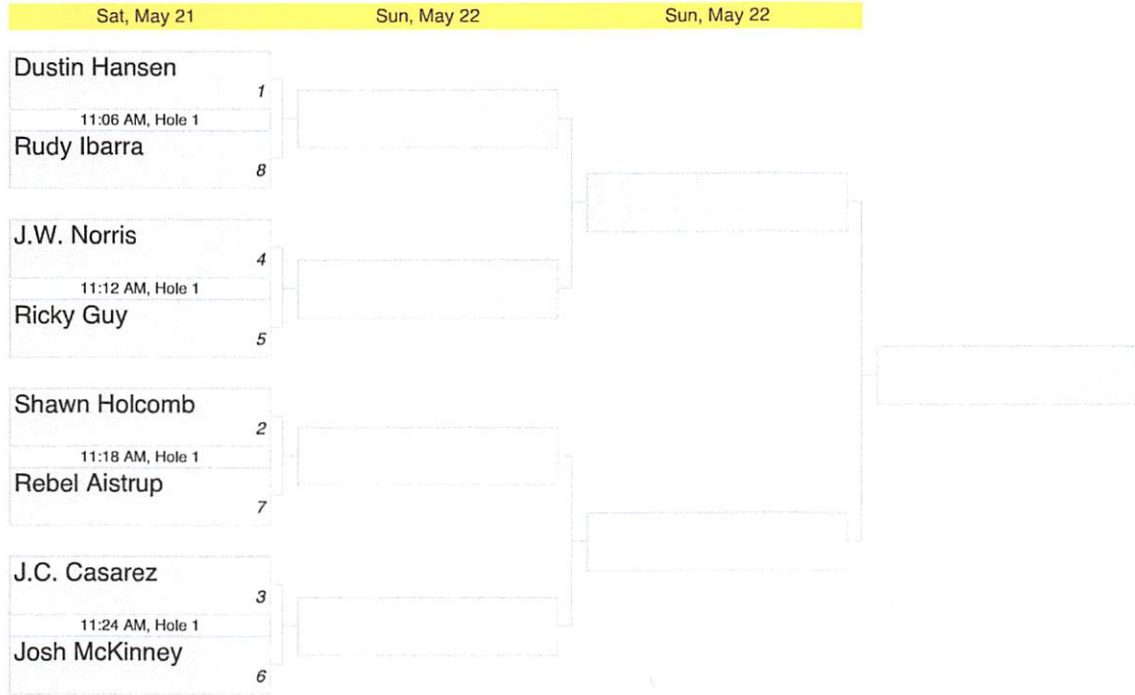 Sat, May 21 Sun, May 22 Sun, May 22
Dustin Hansen
1
11:06 AM, Hole 1
Rudy Ibarra
8
J.W. Norris
4
11:12 AM, Hole 1
Ricky Guy
5
Shawn Holcomb
2
11:18 AM, Hole 1
Rebel Aistrup
7
J.C. Casarez
3
11:24 AM, Hole 1
Josh McKinney
6